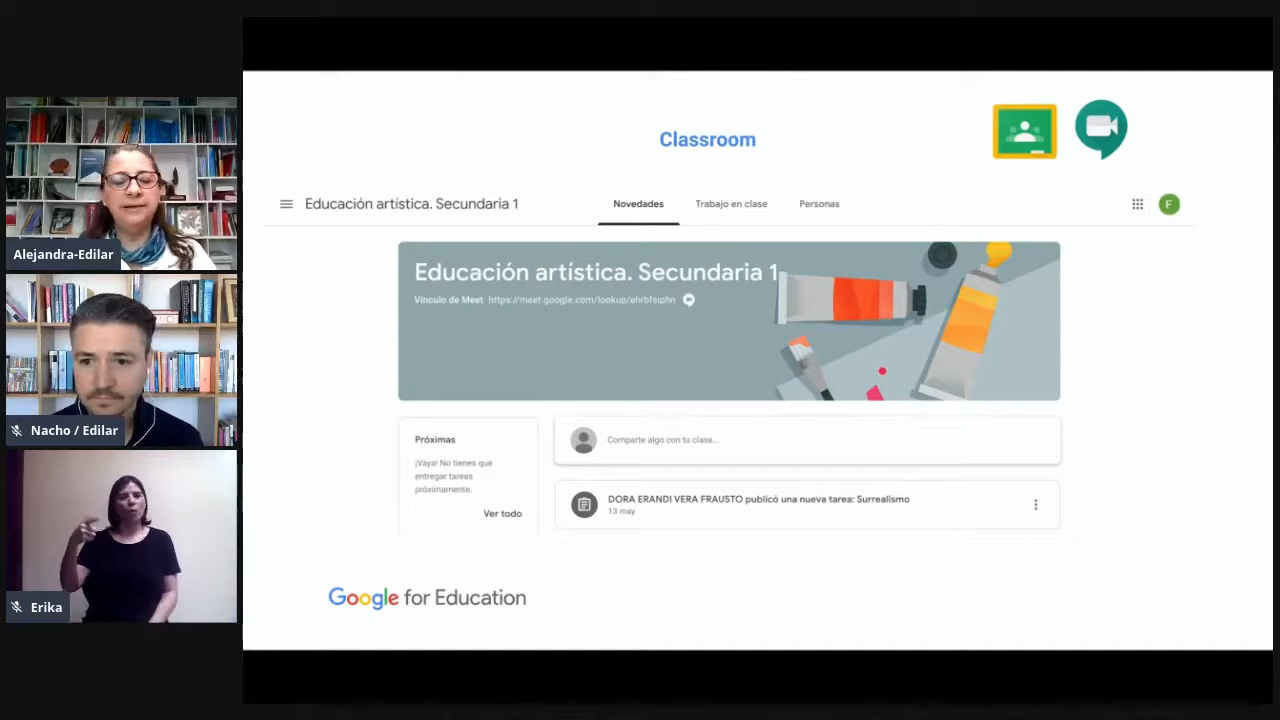 Alejandra-Edilar
Nacho / Edilar
Erika
Classroom
Educación artística. Secundaria 1
Novedades
Trabajo en clase
Personas
F
Educación artística. Secundaria 1
Vínculo de Meet https://meet.google.com/lookup/ehrbfsiphn
Próximas
¡Vaya! No tienes que
entregar tareas
próximamente.
Ver todo
Comparte algo con tu clase...
DORA ERANDI VERA FRAUSTO publicó una nueva tarea: Surrealismo
13 may.
Google for Education